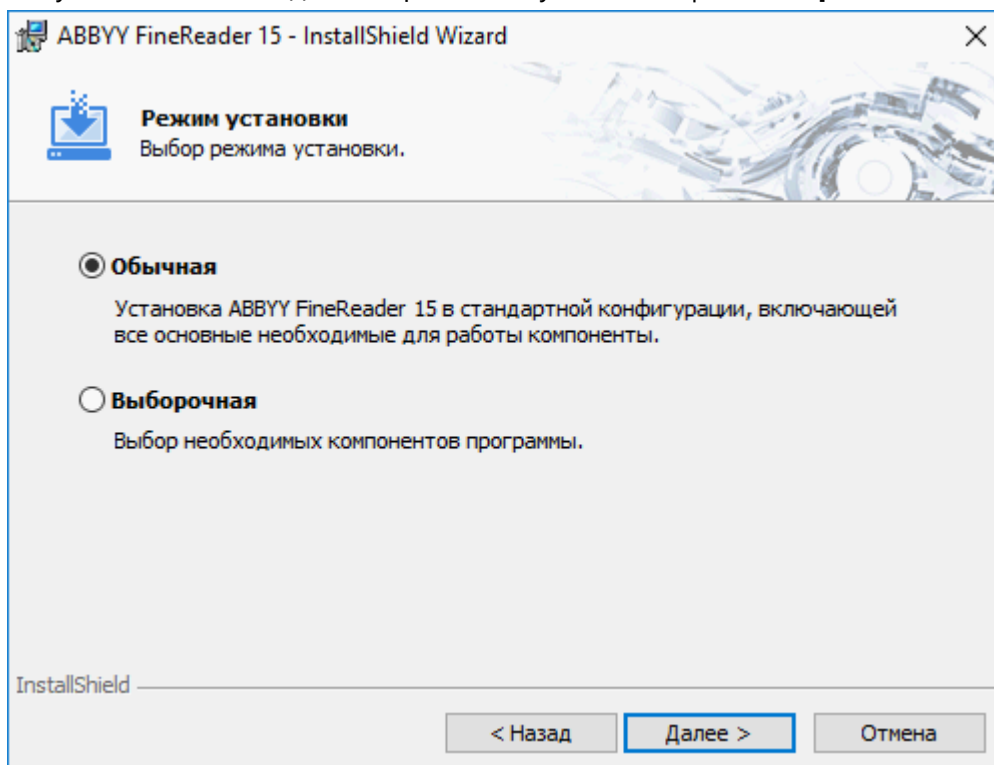 ABBYY FineReader 15 - InstallShield Wizard
Режим установки
Выбор режима установки.
Обычная
Установка ABBYY FineReader 15 в стандартной конфигурации, включающей
все основные необходимые для работы компоненты.
Выборочная
Выбор необходимых компонентов программы.
InstallShield
< Назад Далее > Отмена